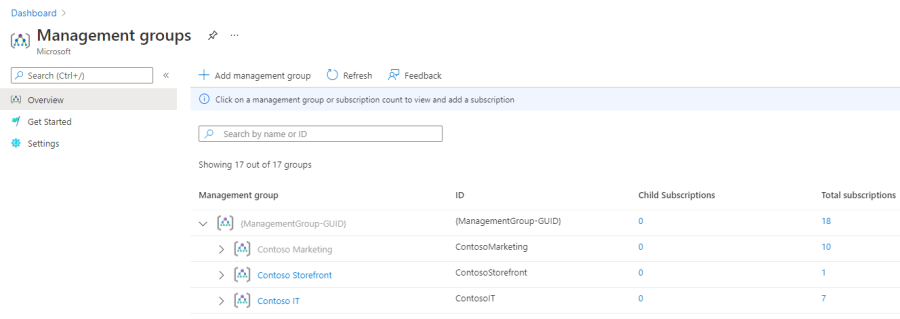 Dashboard >
Management groups ...
Microsoft
Search (Ctrl+/) «
Overview
Get Started
Settings
+ Add management group Refresh Feedback
Click on a management group or subscription count to view and add a subscription
Search by name or ID
Showing 17 out of 17 groups
Management group ID Child Subscriptions Total subscriptions
{ManagementGroup-GUID} {ManagementGroup-GUID} 0 18
Contoso Marketing ContosoMarketing 0 10
Contoso Storefront ContosoStorefront 0 1
Contoso IT ContosoIT 0 7